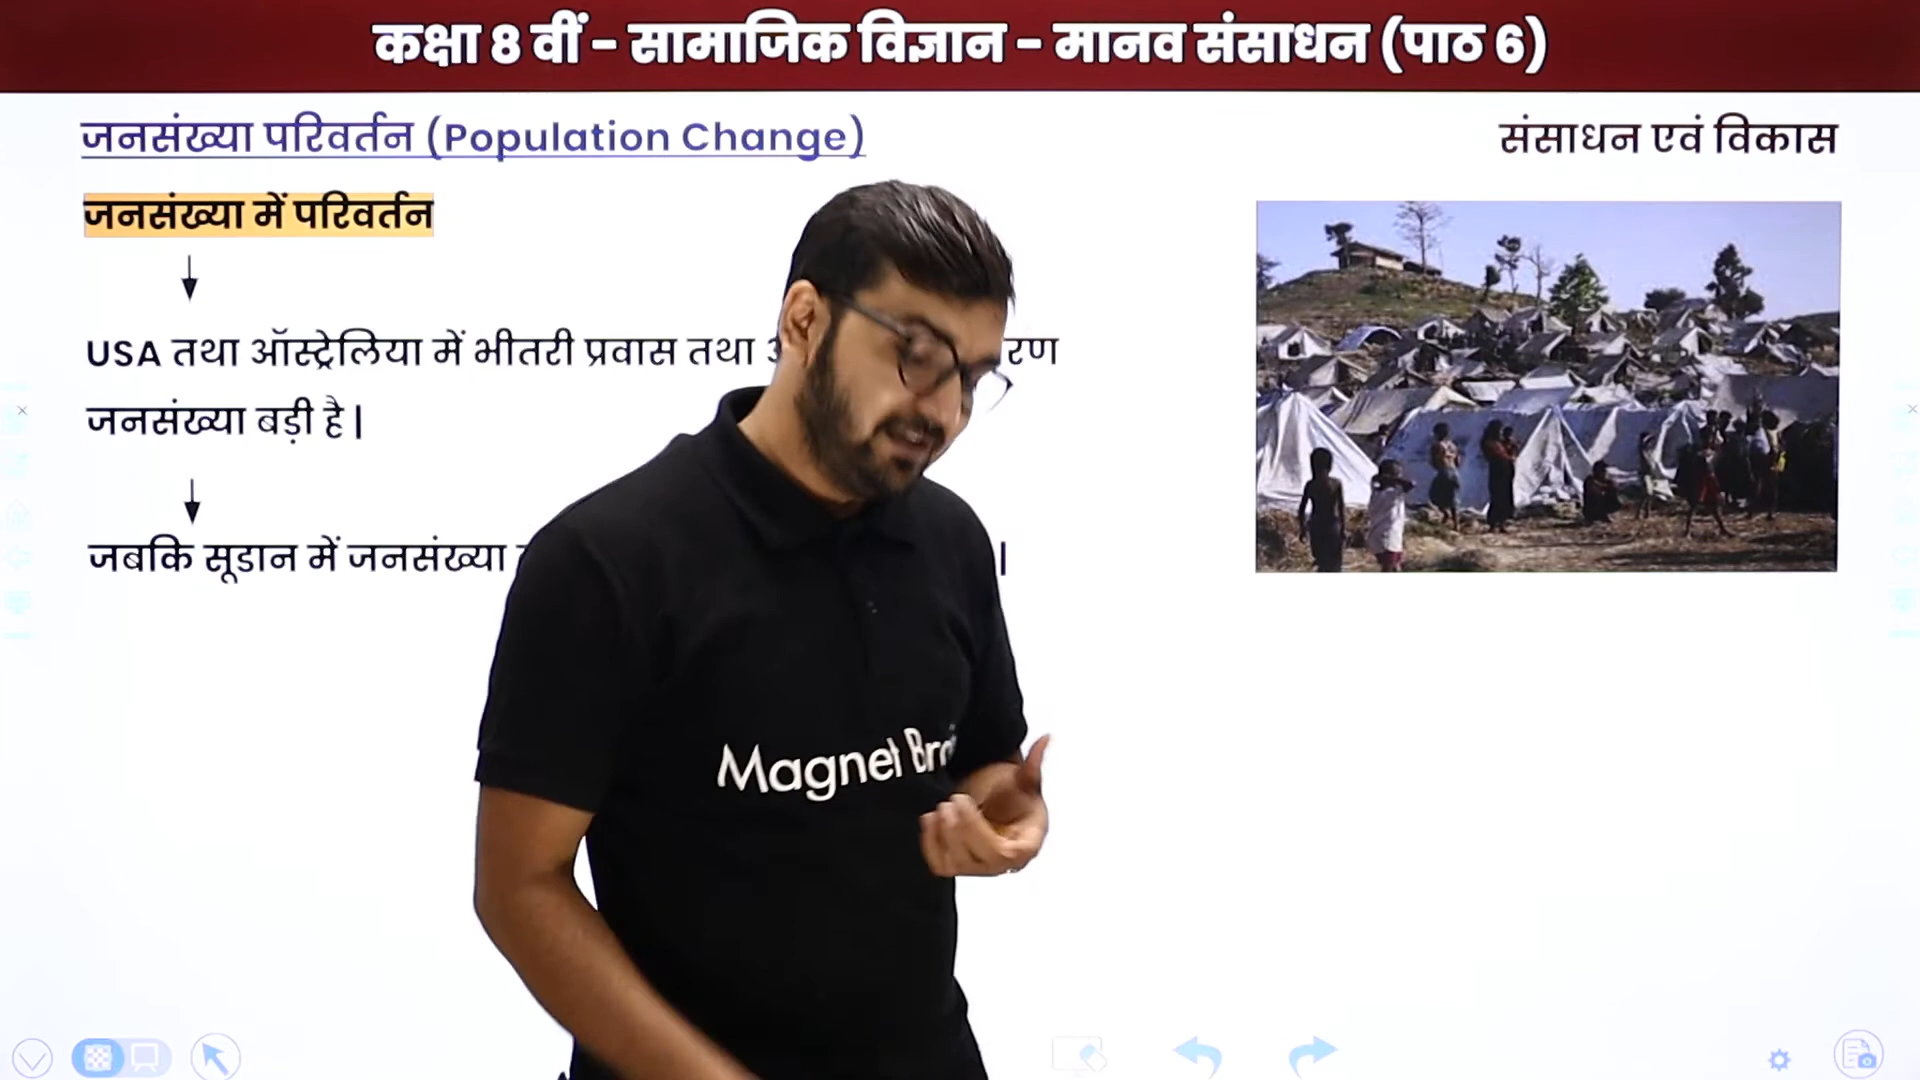 कक्षा 8 वीं - सामाजिक विज्ञान - मानव संसाधन (पाठ 6)
जनसंख्या परिवर्तन (Population Change)
संसाधन एवं विकास
जनसंख्या में परिवर्तन
USA तथा ऑस्ट्रेलिया में भीतरी प्रवास तथा
जनसंख्या बड़ी है |
जबकि सूडान में जनसंख्या |
Magnet